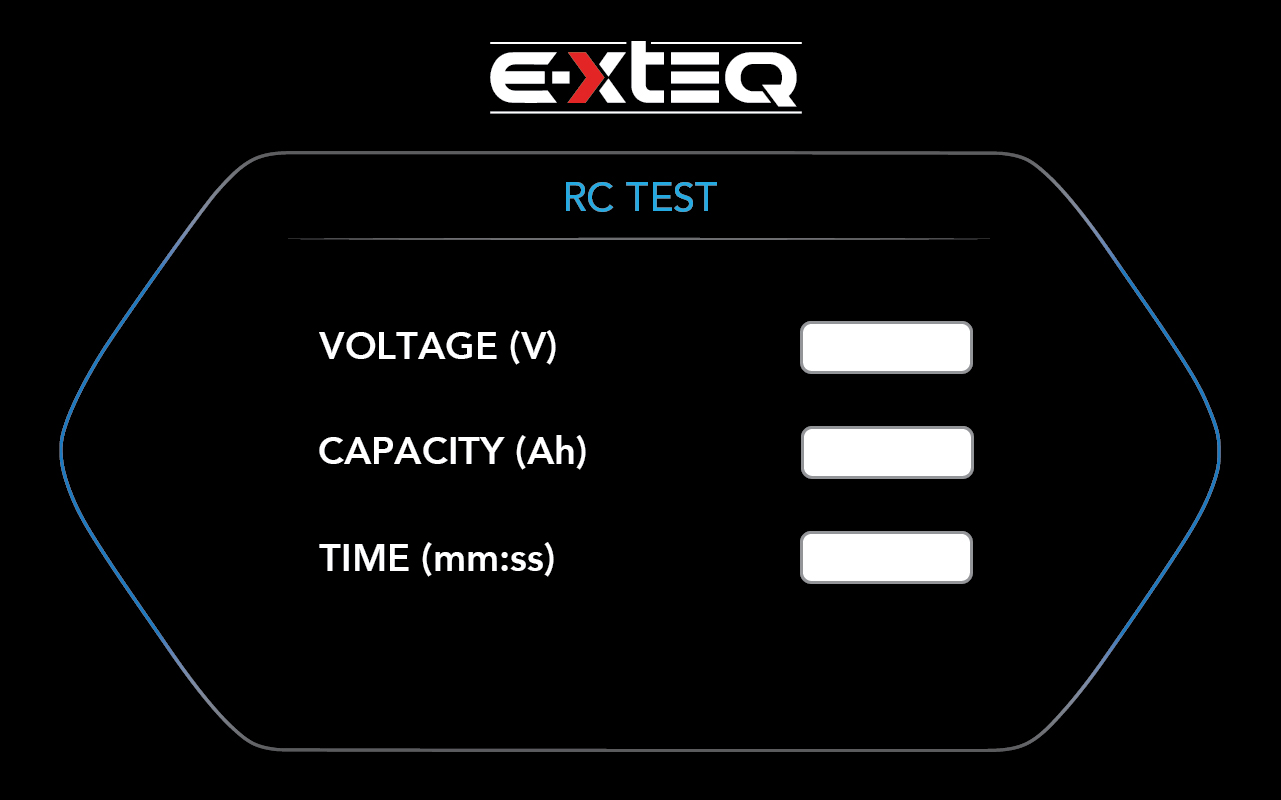 E-XTEQ
RC TEST
VOLTAGE (V)
CAPACITY (Ah)
TIME (mm:ss)